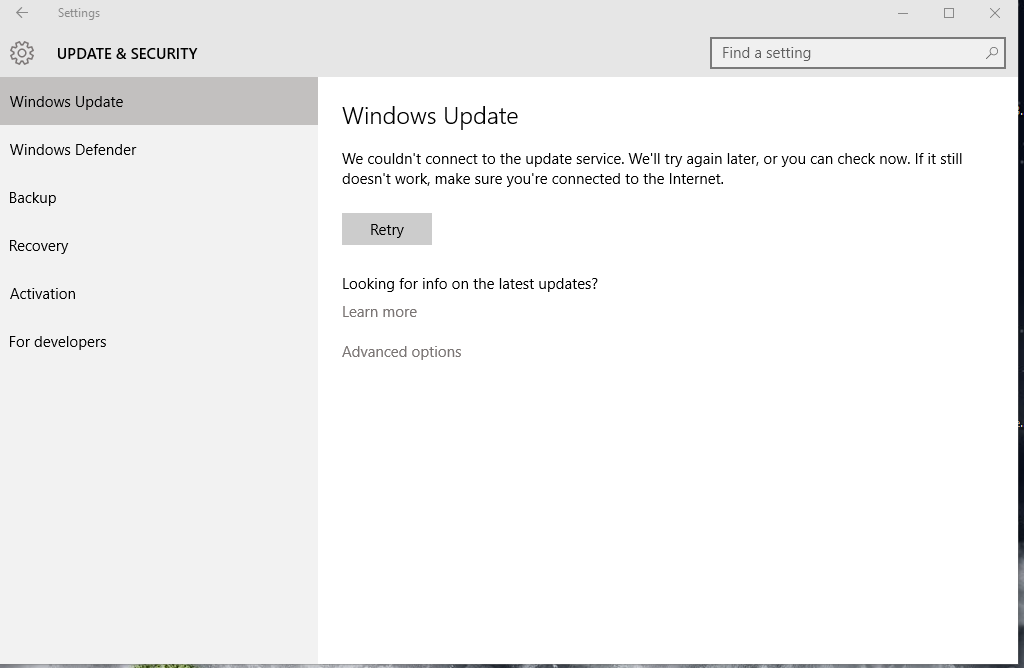 Settings
UPDATE & SECURITY
Find a setting
Windows Update
Windows Defender
Backup
Recovery
Activation
For developers
Windows Update
We couldn't connect to the update service. We'll try again later, or you can check now. If it still
doesn't work, make sure you're connected to the Internet.
Retry
Looking for info on the latest updates?
Learn more
Advanced options